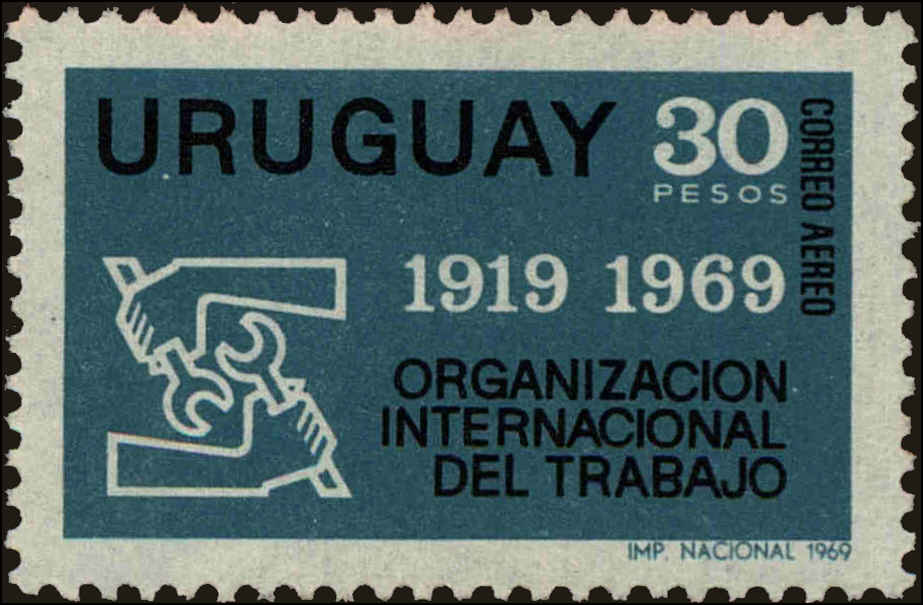 URUGUAY
30
PESOS
CORREO AEREO
1919 1969
ORGANIZACION
INTERNACIONAL
DEL TRABAJO
IMP. NACIONAL 1969